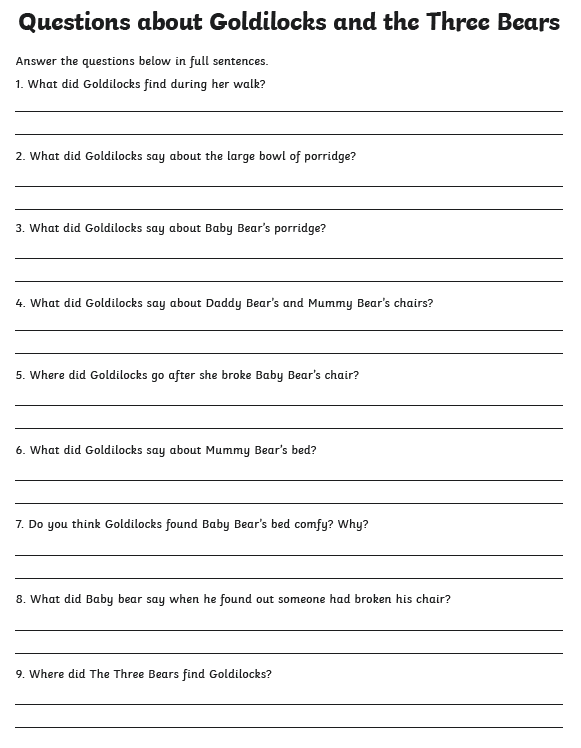 Questions about Goldilocks and the Three Bears
Answer the questions below in full sentences.
1. What did Goldilocks find during her walk?
2. What did Goldilocks say about the large bowl of porridge?
3. What did Goldilocks say about Baby Bear's porridge?
4. What did Goldilocks say about Daddy Bear's and Mummy Bear's chairs?
5. Where did Goldilocks go after she broke Baby Bear's chair?
6. What did Goldilocks say about Mummy Bear's bed?
7. Do you think Goldilocks found Baby Bear's bed comfy? Why?
8. What did Baby bear say when he found out someone had broken his chair?
9. Where did The Three Bears find Goldilocks?